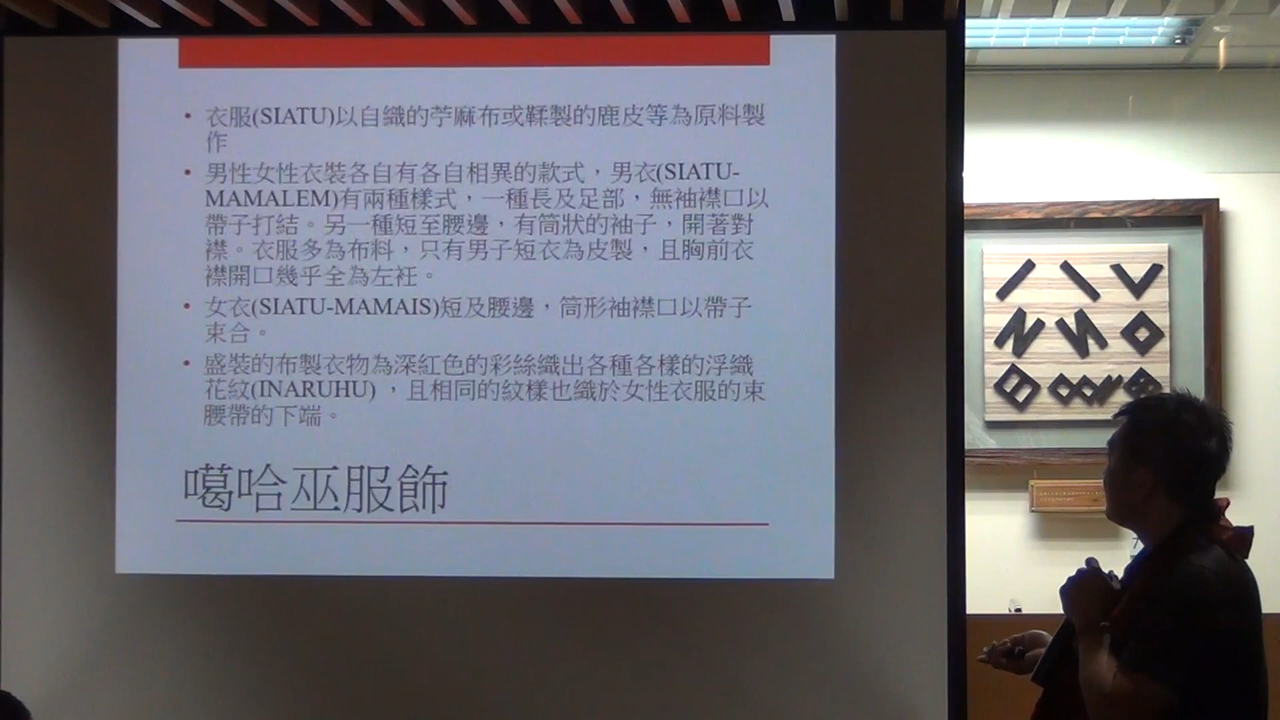 • 衣服(SIATU)以自織的苧麻布或鞣製的鹿皮等為原料製
作
• 男性女性衣裝各自有各自相異的款式，男衣(SIATU-
MAMALEM)有兩種樣式，一種長及足部，無袖襟口以
帶子打結。另一種短至腰邊，有筒狀的袖子，開著對
襟。衣服多為布料，只有男子短衣為皮製，且胸前衣
襟開口幾乎全為左衽。
• 女衣(SIATU-MAMAIS)短及腰邊，筒形袖襟口以帶子
束合。
• 盛裝的布製衣物為深紅色的彩絲織出各種各樣的浮織
花紋(INARUHU) ，且相同的紋樣也織於女性衣服的束
腰帶的下端。
噶哈巫服飾